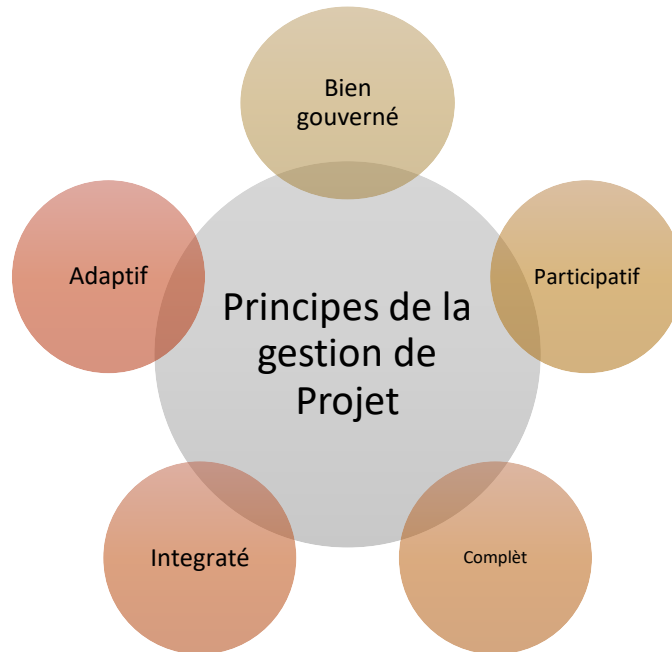 Bien
gouverné
Adaptif
Participatif
Principes de la
gestion de
Projet
Integraté
Complèt